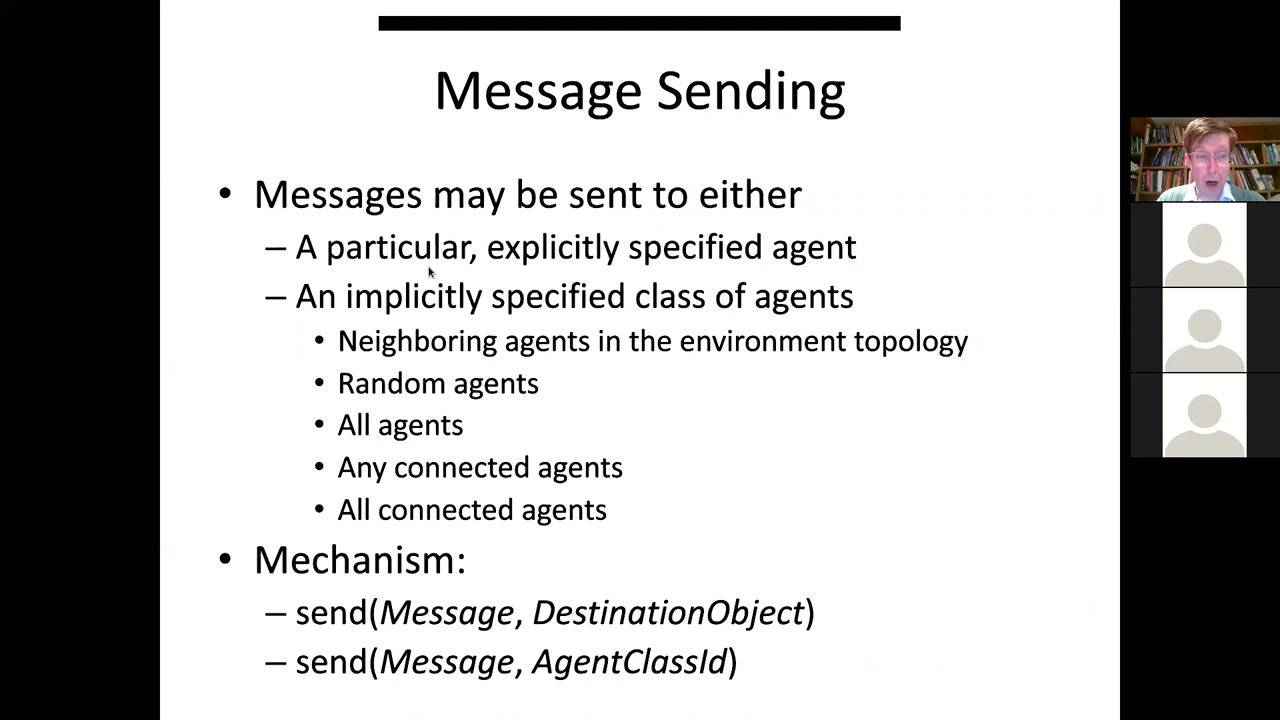 Message Sending
• Messages may be sent to either
– A particular, explicitly specified agent
– An implicitly specified class of agents
• Neighboring agents in the environment topology
• Random agents
• All agents
• Any connected agents
• All connected agents
• Mechanism:
– send(Message, DestinationObject)
– send(Message, AgentClassId)